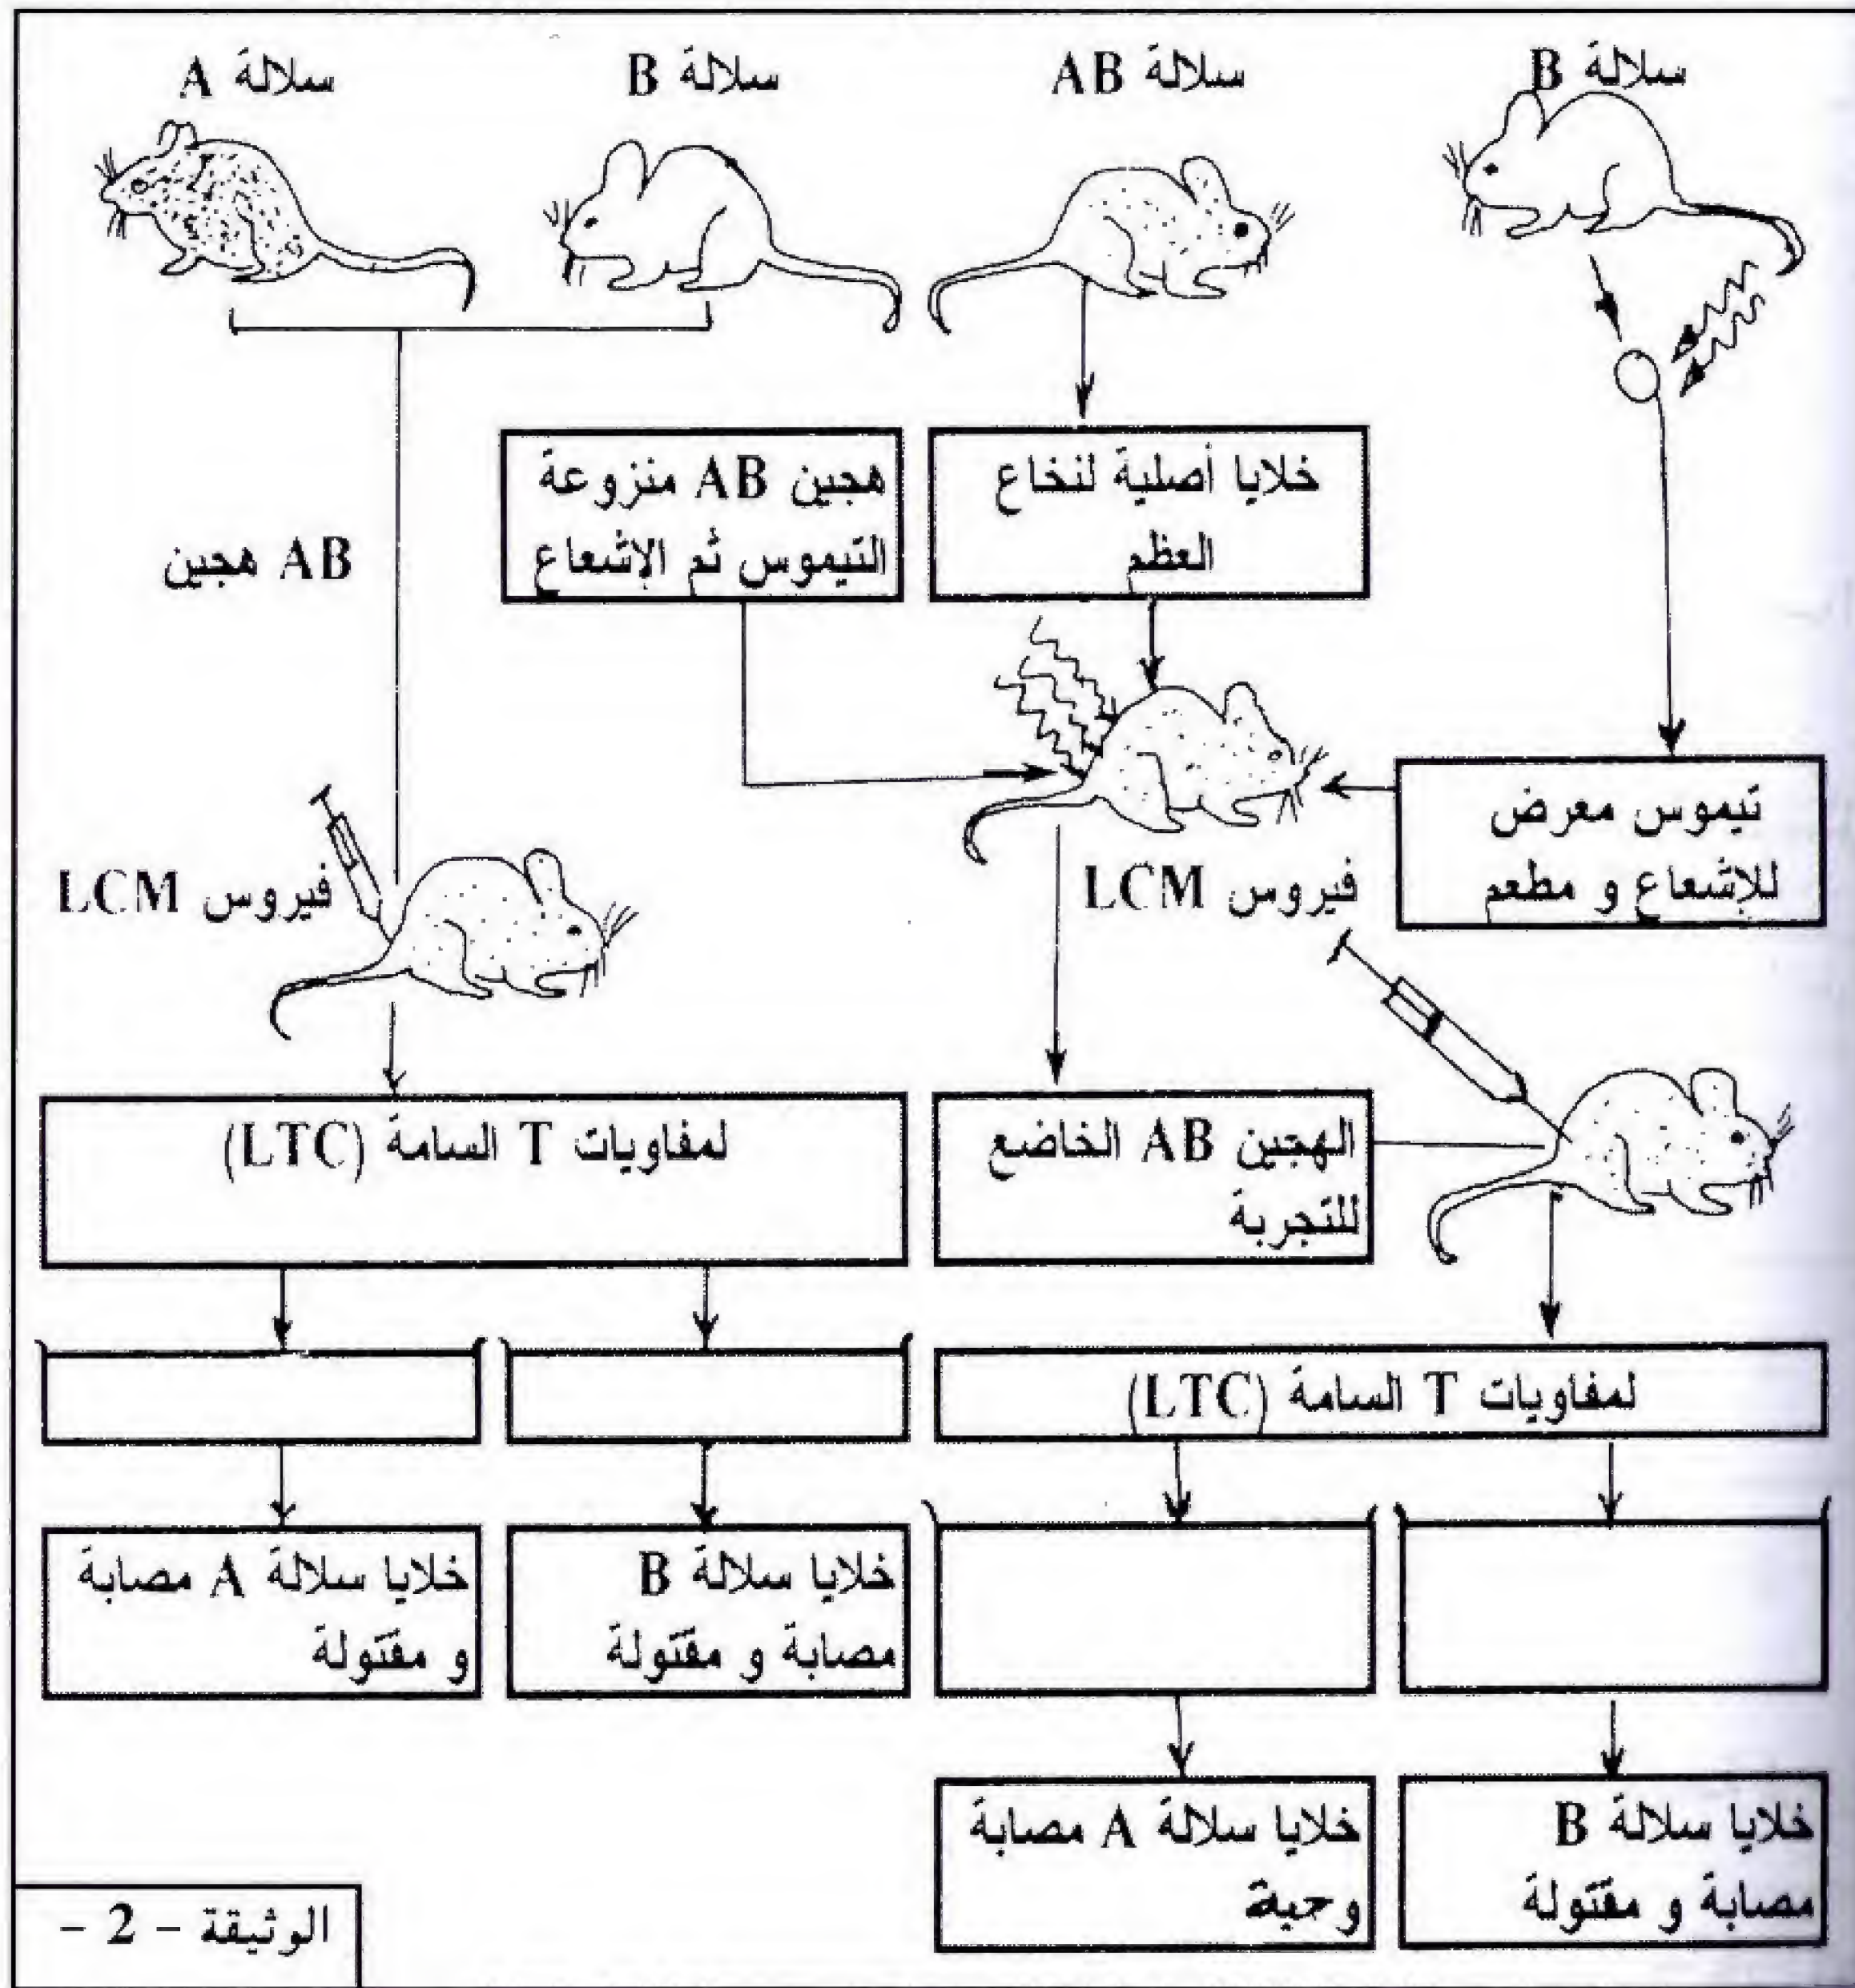 سلالة A
سلالة B
سلالة AB
سلالة B
هجين AB منزوعة
التيموس ثم الإشعاع
خلايا أصلية لنخاع
العظم
AB هجين
تيموس معرض
للإشعاع و مطعم
فيروس LCM
فيروس LCM
لمفاويات T السامة (LTC)
الهجين AB الخاضع
للتجربة
لمفاويات T السامة (LTC)
خلايا سلالة A مصابة
و مقتولة
خلايا سلالة B
مصابة و مقتولة
خلايا سلالة A مصابة
وحية
خلايا سلالة B
مصابة و مقتولة
الوثيقة - 2 -